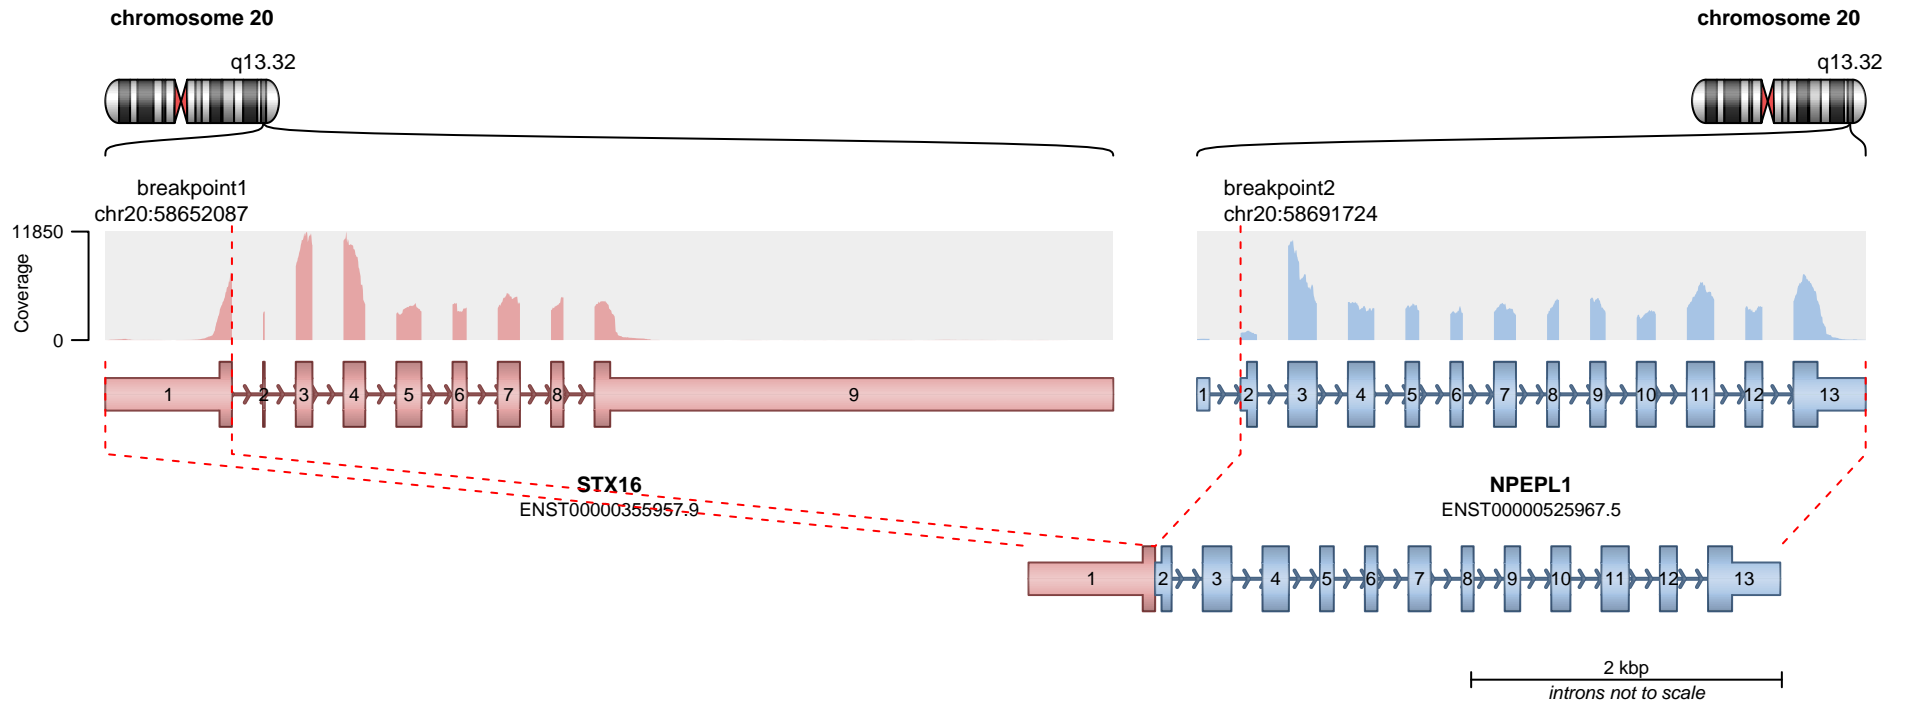 chromosome 20
chromosome 20
q13.32
q13.32
breakpoint1
chr20:58652087
breakpoint2
chr20:58691724
11850
Coverage
0
1 2 3 4 5 6 7 8 9
1 2 3 4 5 6 7 8 9 10 11 12 13
STX16
ENST00000355957.9
NPEPL1
ENST00000525967.5
1 2 3 4 5 6 7 8 9 10 11 12 13
2 kbp
introns not to scale